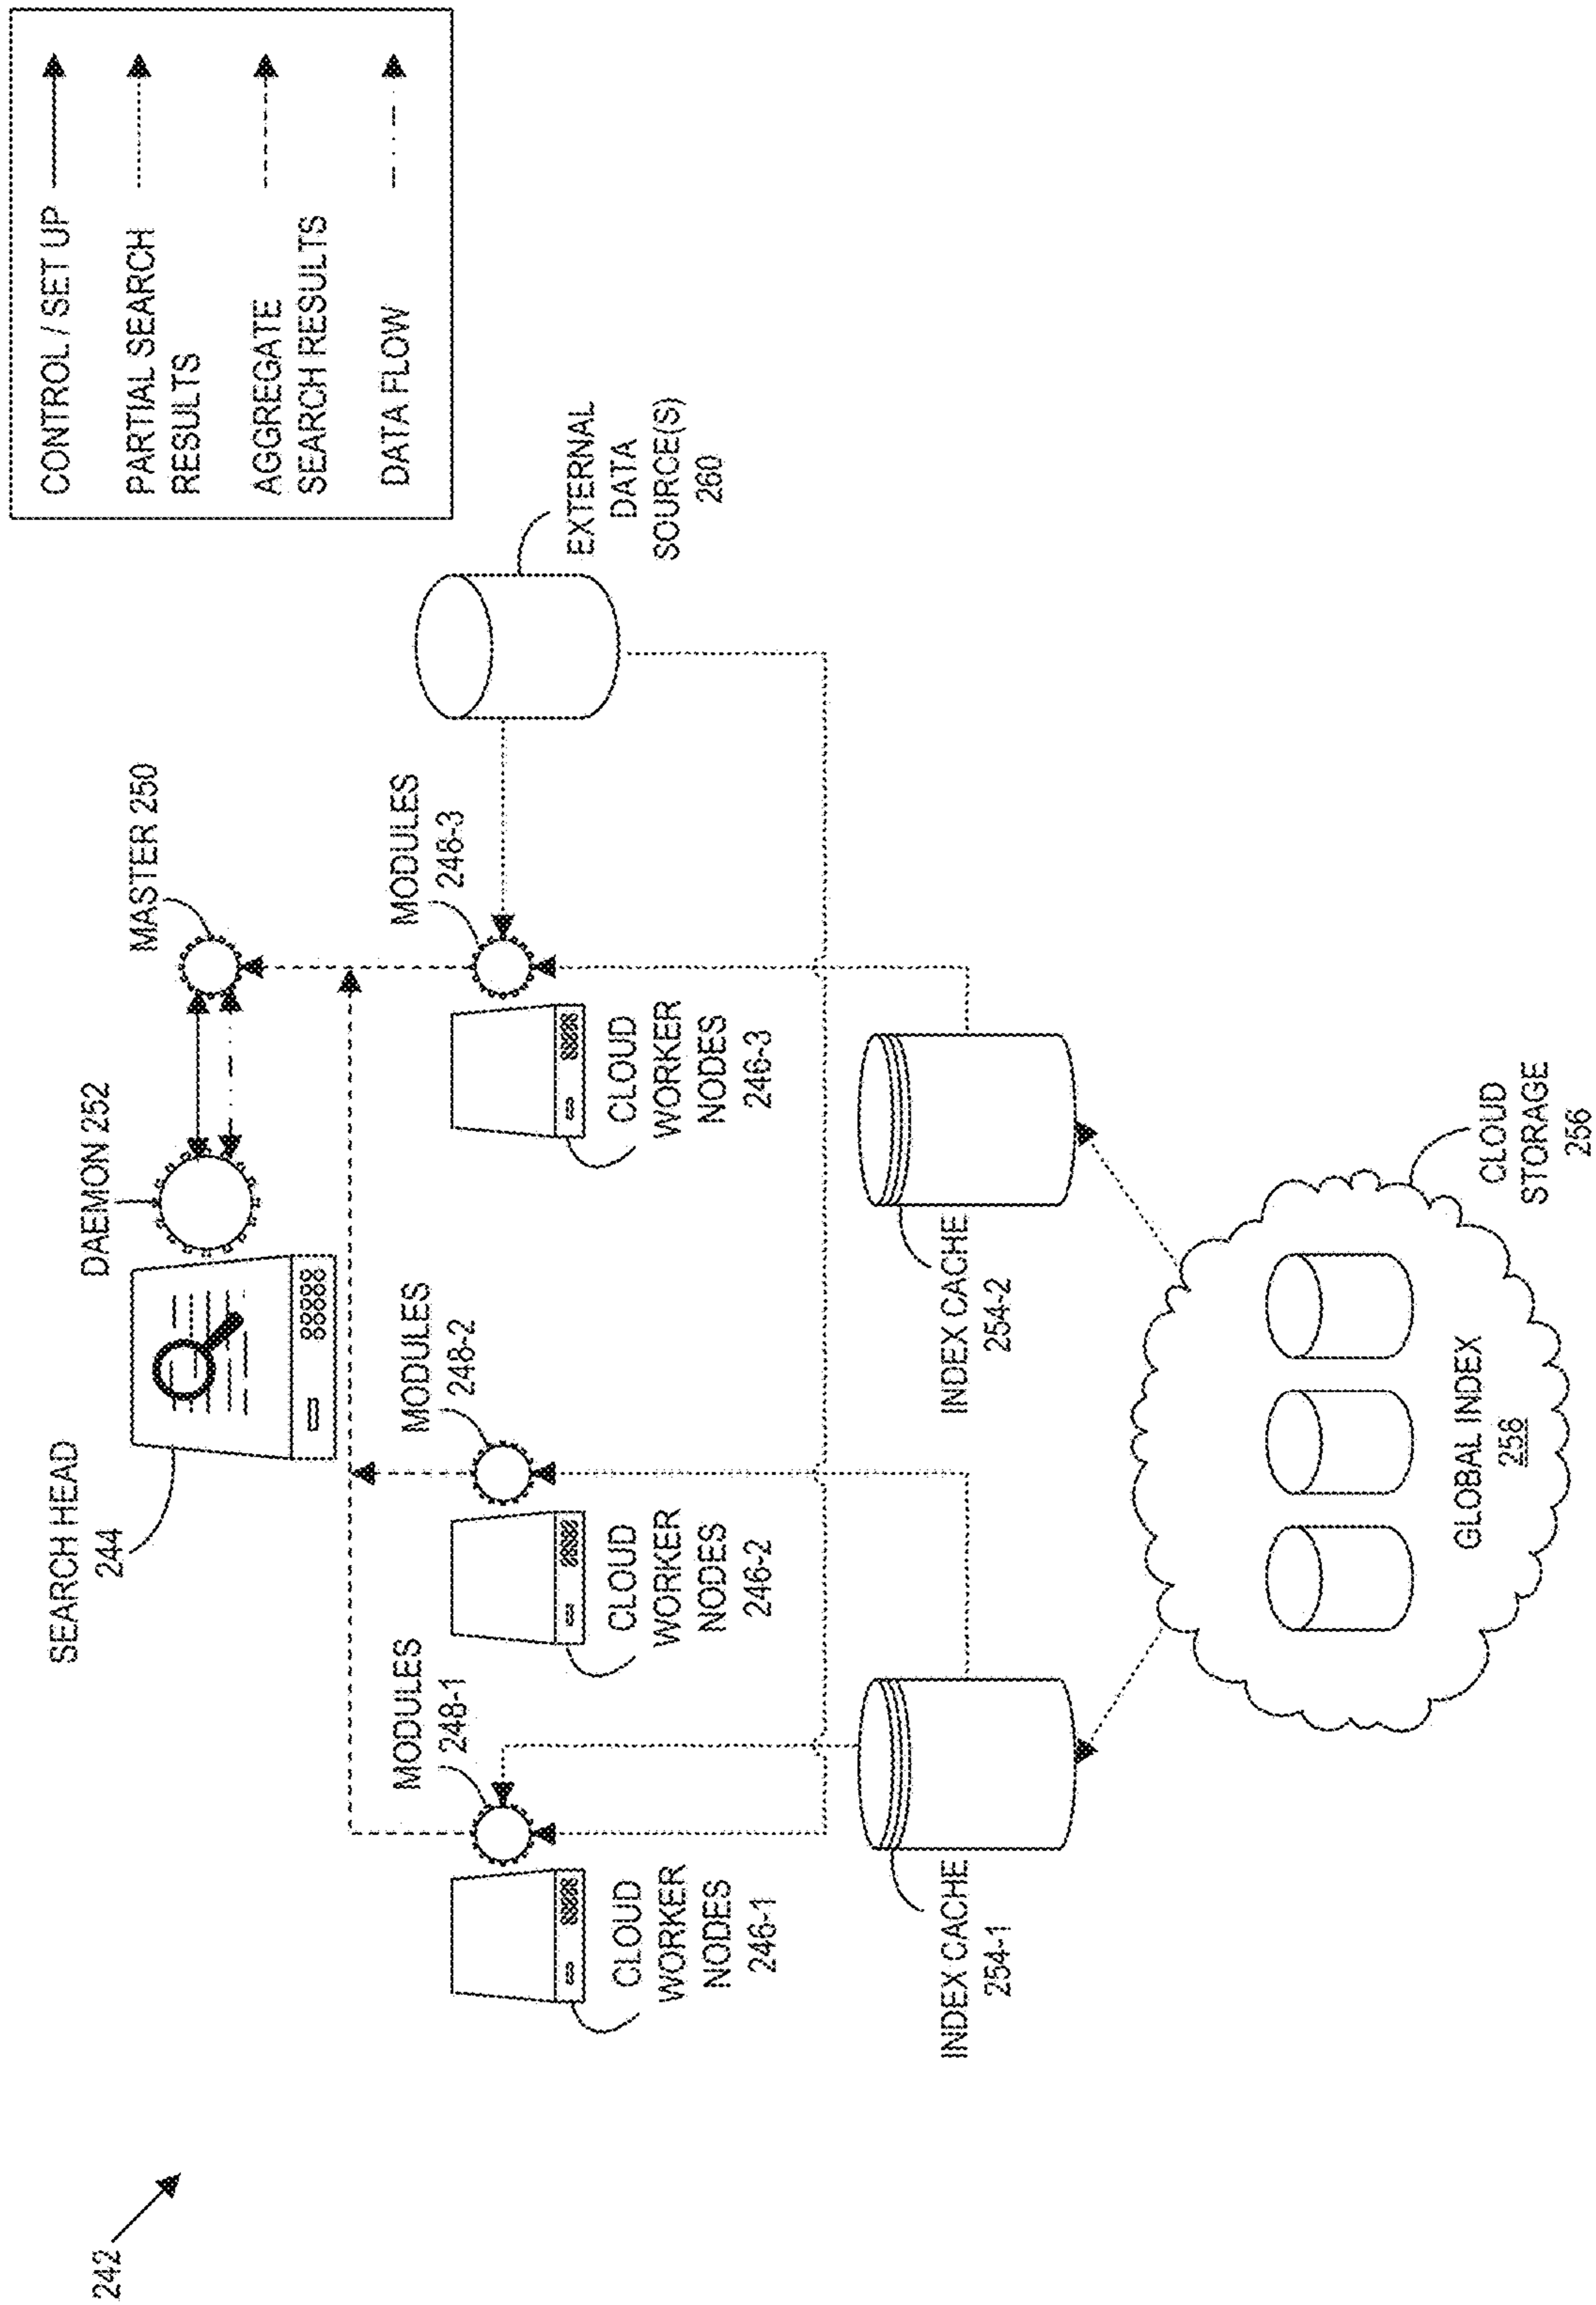 242
SEARCH HEAD
244
DAEMON 252
MASTER 250
CONTROL / SET UP
PARTIAL SEARCH
RESULTS
AGGREGATE
SEARCH RESULTS
DATA FLOW
MODULES
248-1
MODULES
248-2
MODULES
248-3
EXTERNAL
DATA
SOURCE(S)
260
CLOUD
WORKER
NODES
246-1
CLOUD
WORKER
NODES
246-2
CLOUD
WORKER
NODES
246-3
INDEX CACHE
254-1
INDEX CACHE
254-2
GLOBAL INDEX
258
CLOUD
STORAGE
256